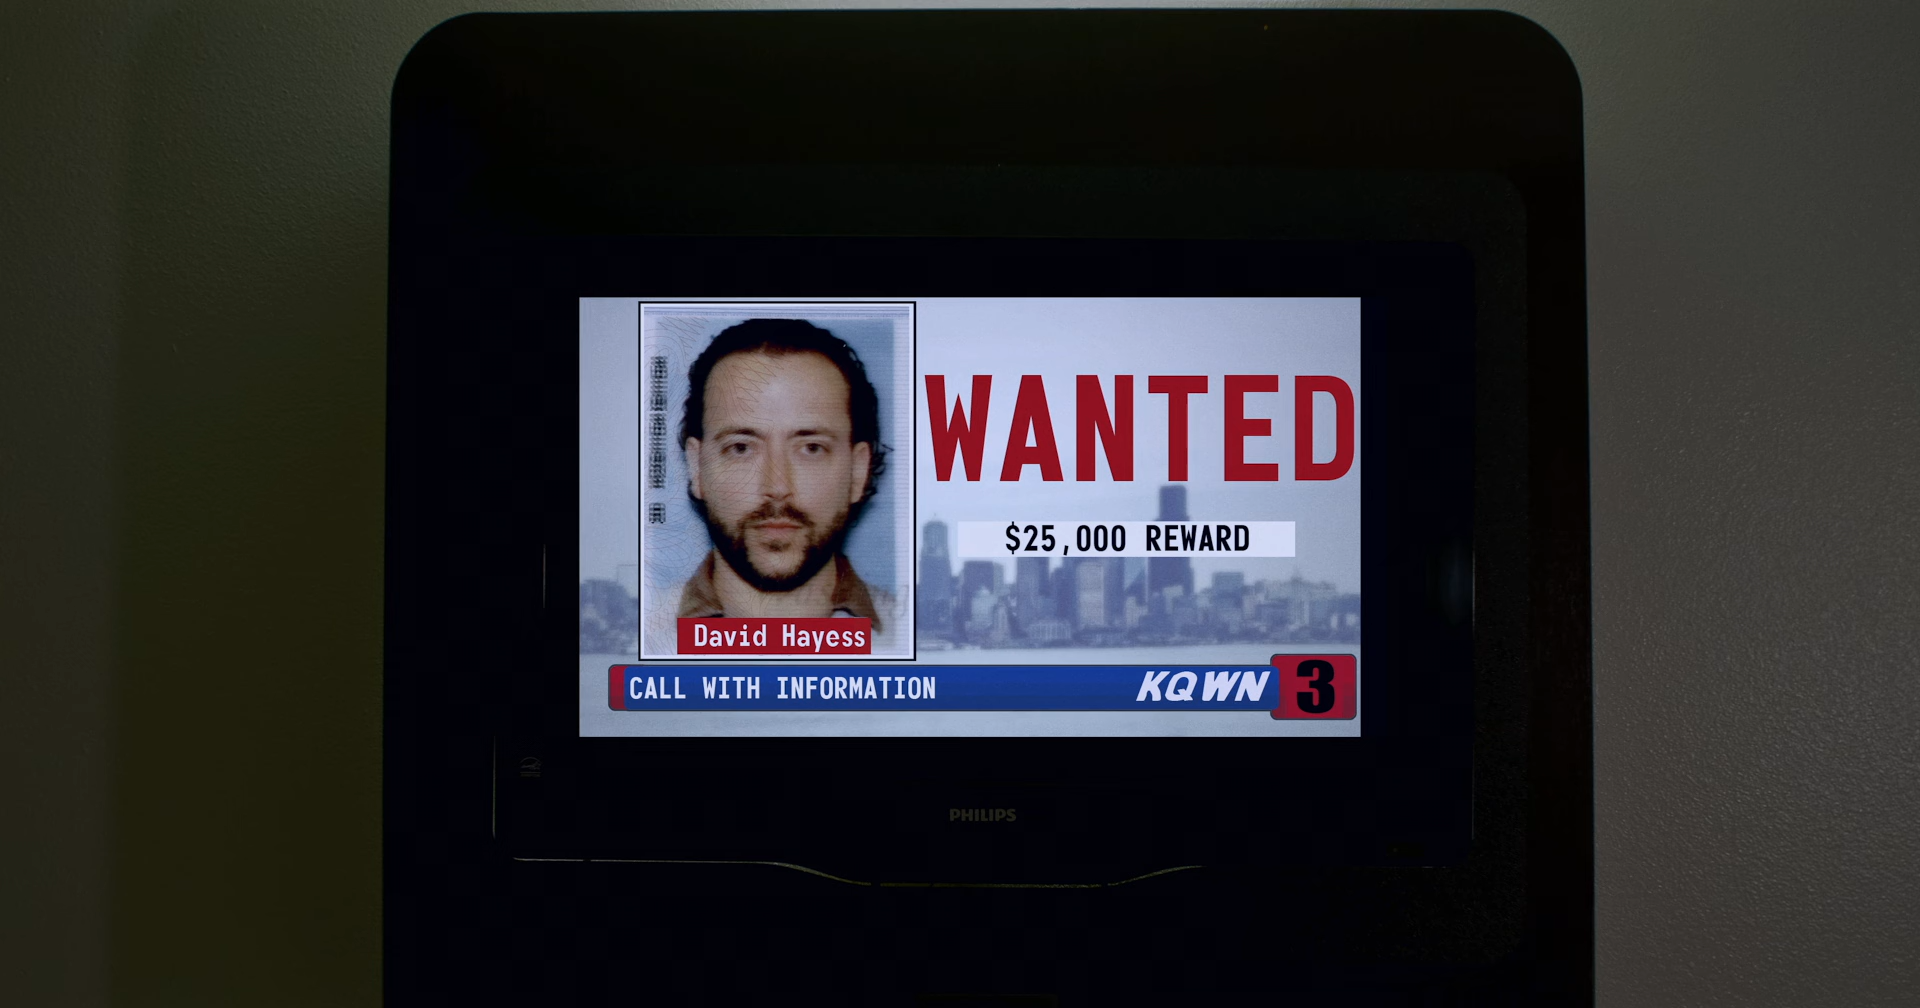 WANTED
$25,000 REWARD
David Hayess
CALL WITH INFORMATION
KQWN 3
PHILIPS